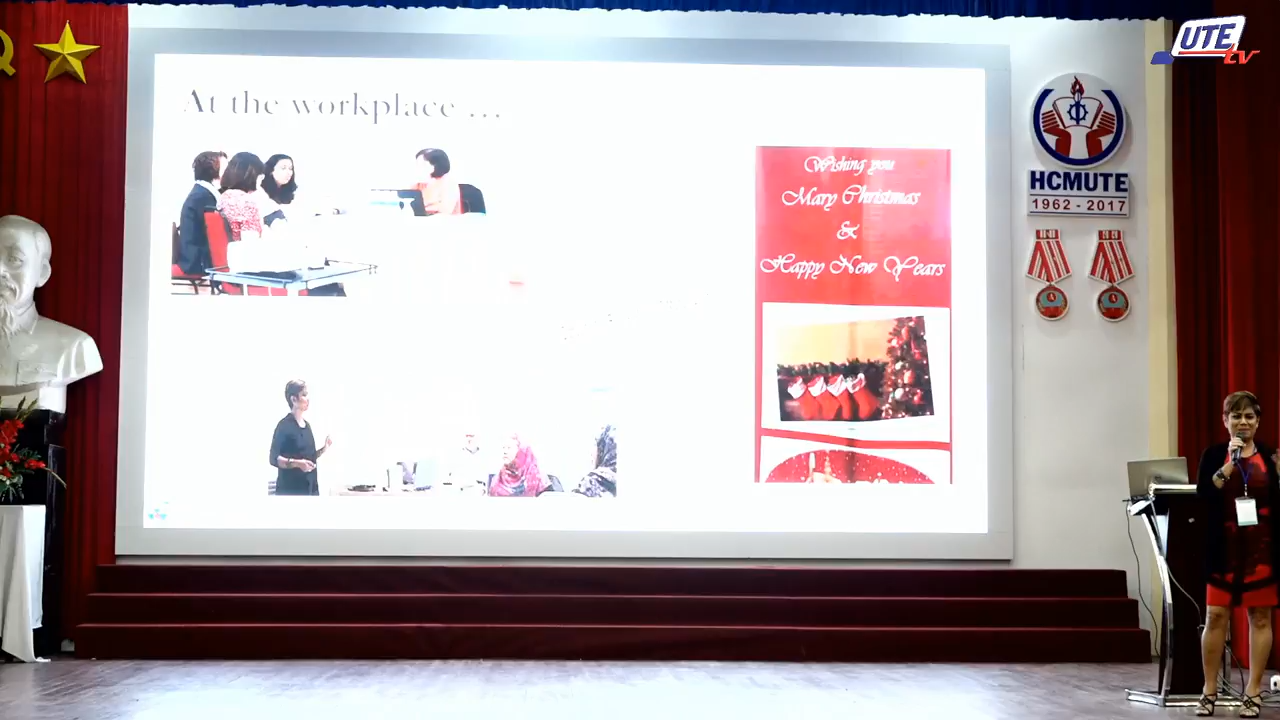 At the workplace ...
Wishing you
Mary Christmas
&
Happy New Years
UTE
TV
HCMUTE
1962 - 2017